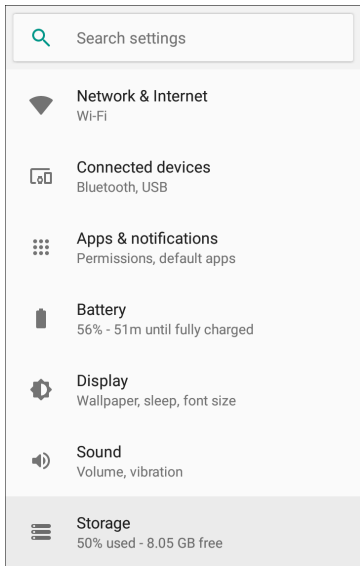 Search settings
Network & Internet
Wi-Fi
Connected devices
Bluetooth, USB
Apps & notifications
Permissions, default apps
Battery
56% - 51m until fully charged
Display
Wallpaper, sleep, font size
Sound
Volume, vibration
Storage
50% used - 8.05 GB free